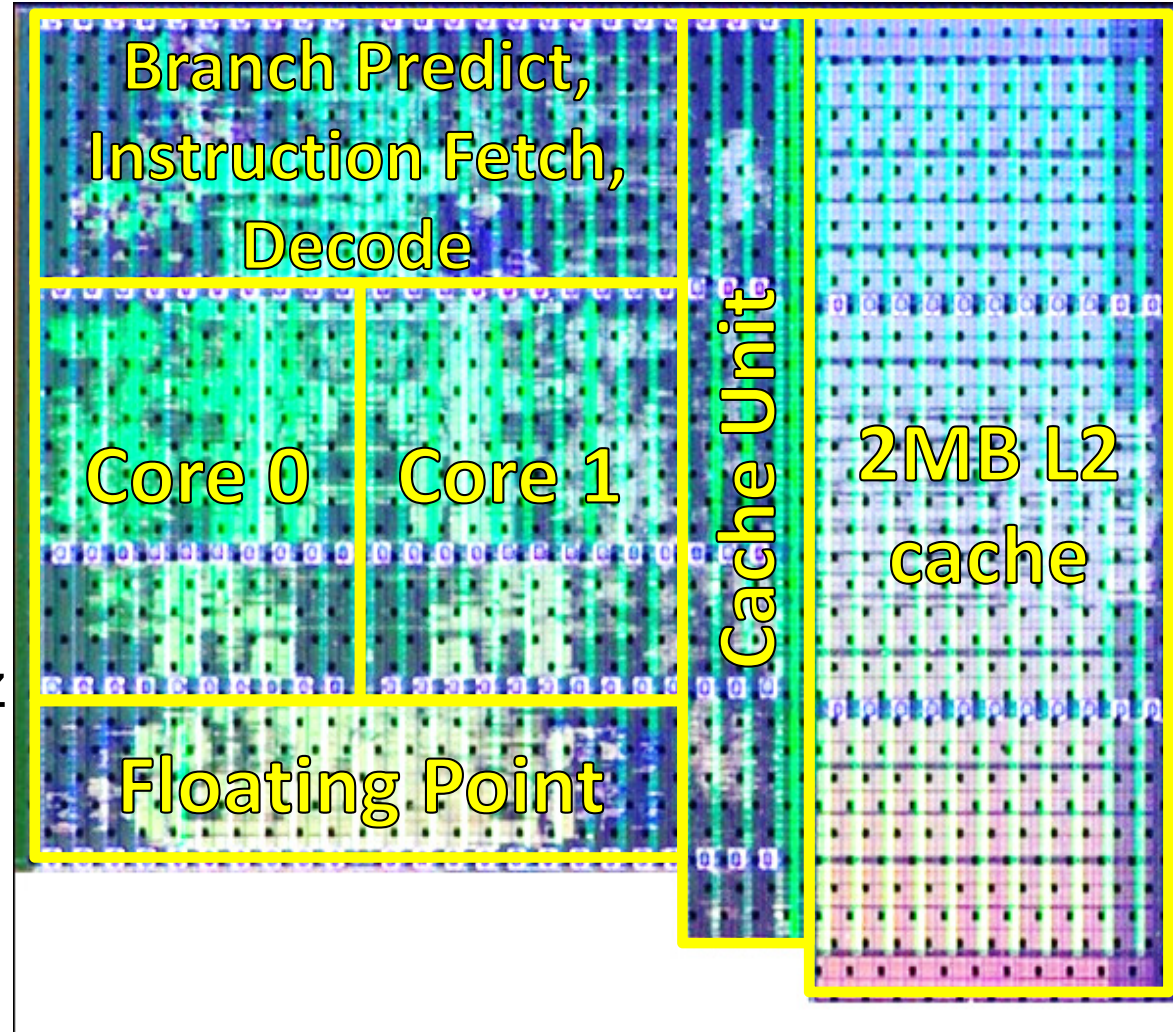 Branch Predict,
Instruction Fetch,
Decode
Core 0
Core 1
Cache Unit
2MB L2
cache
Floating Point
z